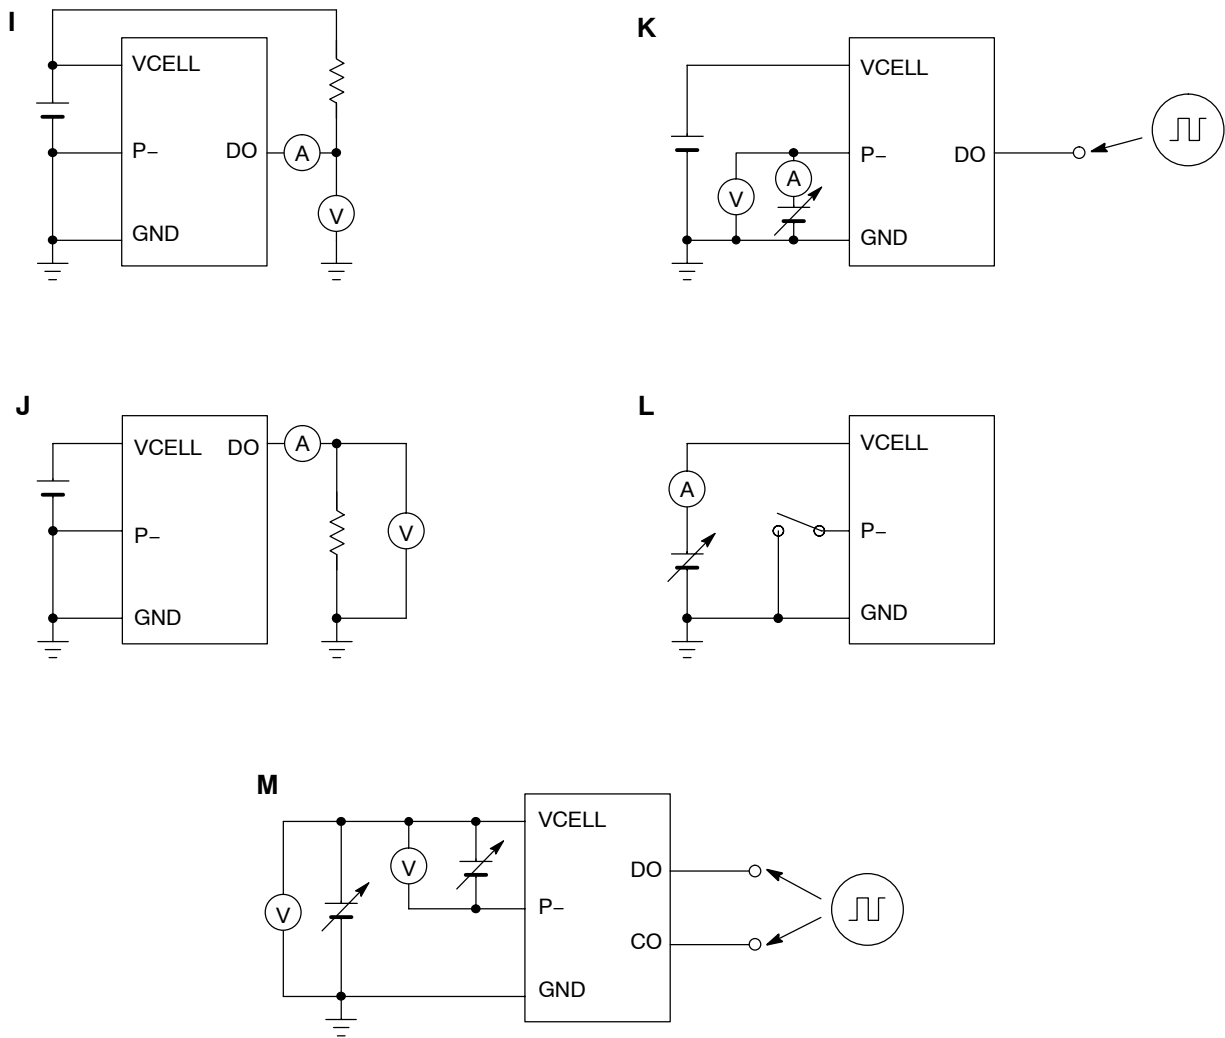 I
VCELL
P–
DO
A
V
GND
K
VCELL
P–
DO
A
V
GND
J
VCELL
DO
A
V
P–
GND
L
VCELL
A
P–
GND
M
VCELL
V
DO
V
P–
CO
GND